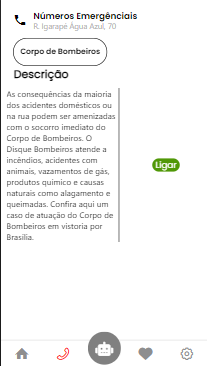 Números Emergênciais
R. Igarapé Água Azul, 70
Corpo de Bombeiros
Descrição
As consequências da maioria
dos acidentes domésticos ou
na rua podem ser amenizadas
com o socorro imediato do
Corpo de Bombeiros. O
Disque Bombeiros atende a
incêndios, acidentes com
animais, vazamentos de gás,
produtos químico e causas
naturais como alagamento e
queimadas. Confira aqui um
caso de atuação do Corpo de
Bombeiros em vistoria por
Brasília.
Ligar